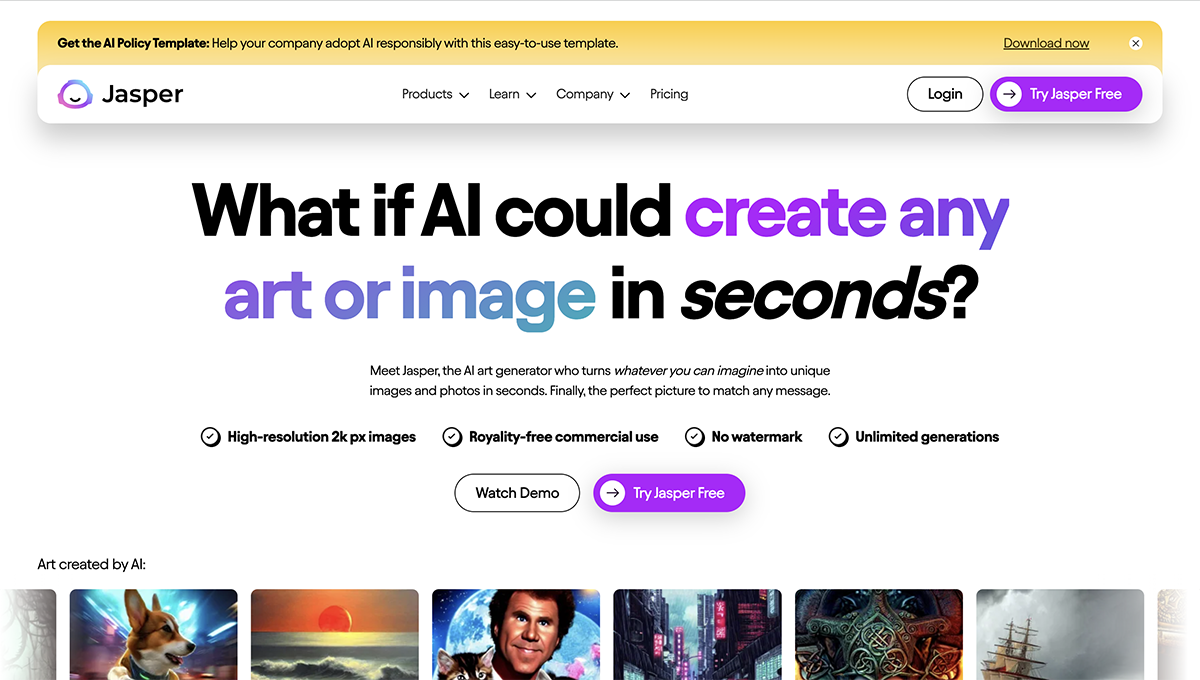 Get the AI Policy Template: Help your company adopt AI responsibly with this easy-to-use template.
Download now
Jasper
Products
Learn
Company
Pricing
Login
Try Jasper Free
What if AI could create any
art or image in seconds?
Meet Jasper, the AI art generator who turns whatever you can imagine into unique
images and photos in seconds. Finally, the perfect picture to match any message.
High-resolution 2k px images
Royality-free commercial use
No watermark
Unlimited generations
Watch Demo
Try Jasper Free
Art created by AI: